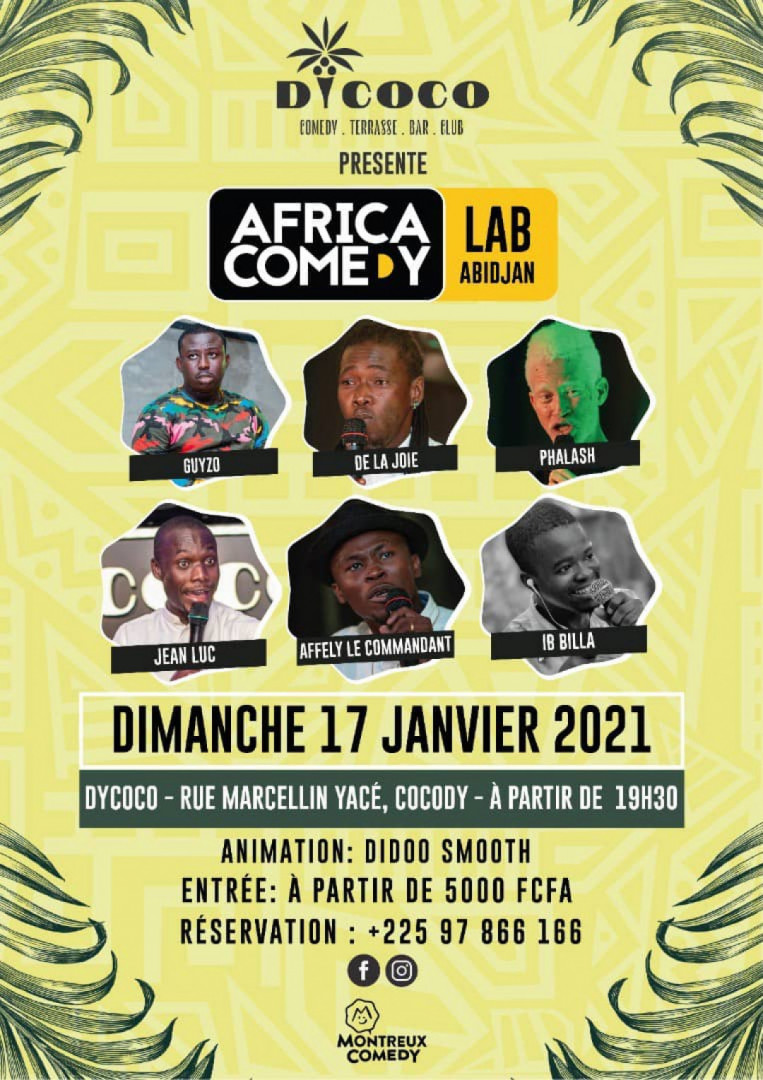 DYCOCO
COMEDY . TERRASSE . BAR . CLUB
PRESENTE
AFRICA
COMEDY
LAB
ABIDJAN
GUYZO
DE LA JOIE
PHALASH
C
CO
JEAN LUC
AFFELY LE COMMANDANT
IB BILLA
DIMANCHE 17 JANVIER 2021
DYCOCO - RUE MARCELLIN YACÉ, COCODY - À PARTIR DE 19H30
ANIMATION: DIDOO SMOOTH
ENTRÉE: À PARTIR DE 5000 FCFA
RÉSERVATION : +225 97 866 166
MONTREUX
COMEDY